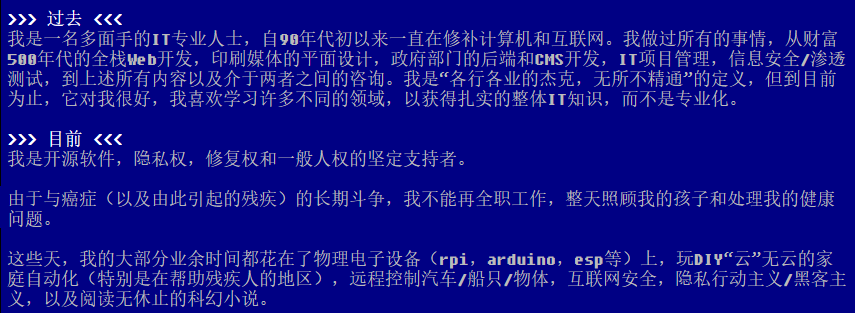 >>> 过去 <<<
我是一名多面手的IT专业人士，自90年代初以来一直在修补计算机和互联网。我做过所有的事情，从财富
500年代的全栈Web开发，印刷媒体的平面设计，政府部门的后端和CMS开发，IT项目管理，信息安全/渗透
测试，到上述所有内容以及介于两者之间的咨询。我是“各行各业的杰克，无所不精通”的定义，但到目前
为止，它对我很好，我喜欢学习许多不同的领域，以获得扎实的整体IT知识，而不是专业化。
>>> 目前 <<<
我是开源软件，隐私权，修复权和一般人权的坚定支持者。
由于与癌症（以及由此引起的残疾）的长期斗争，我不能再全职工作，整天照顾我的孩子和处理我的健康
问题。
这些天，我的大部分业余时间都花在了物理电子设备（rpi，arduino，esp等）上，玩DIY“云”无云的家
庭自动化（特别是在帮助残疾人的地区），远程控制汽车/船只/物体，互联网安全，隐私行动主义/黑客主
义，以及阅读无休止的科幻小说。